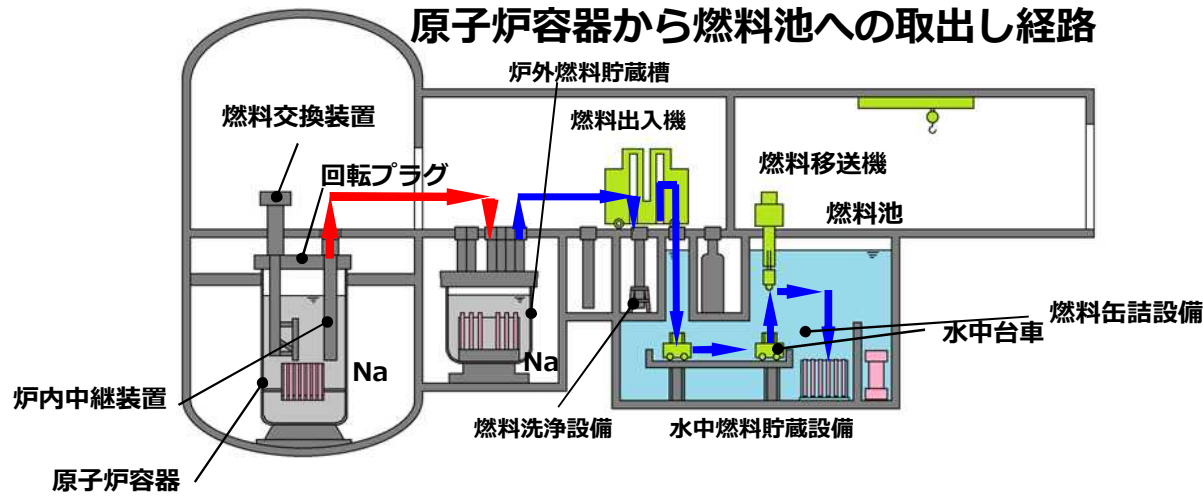 原子炉容器から燃料池への取出し経路
炉外燃料貯蔵槽
燃料交換装置
燃料出入機
燃料移送機
回転プラグ
燃料池
燃料缶詰設備
水中台車
Na
Na
炉内中継装置
燃料洗浄設備
水中燃料貯蔵設備
原子炉容器